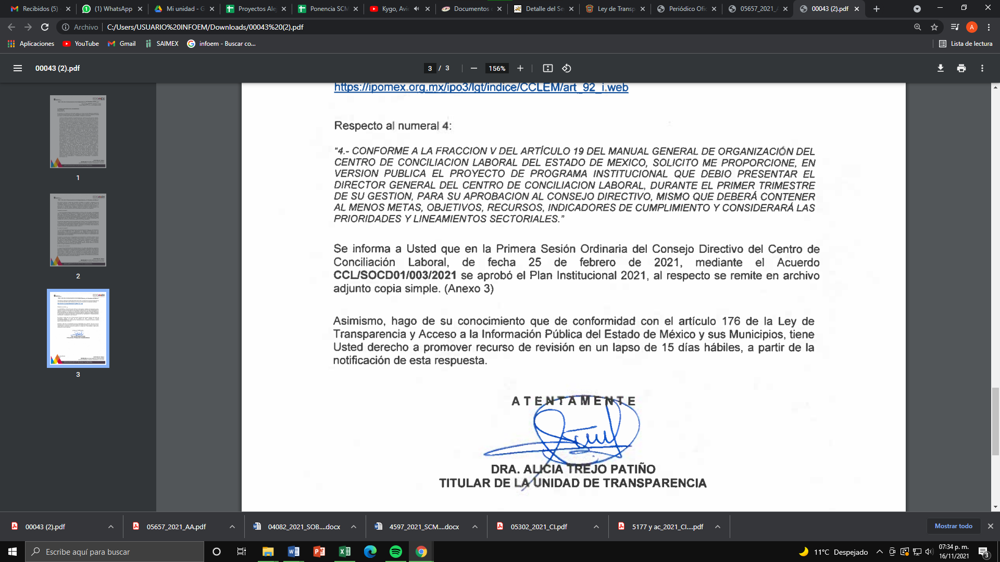 Recibidos (5)
(1) WhatsApp
Mi unidad - G
Proyectos Ale
Ponencia SCM
Kygo, Avi
Documentos
Detalle del Se
Ley de Transp
Periódico Ofic
05657_2021_A
00043 (2).pdf
Archivo
C:/Users/USUARIO%20INFOEM/Downloads/00043%20(2).pdf
A
Aplicaciones
YouTube
Gmail
SAIMEX
infoem - Buscar co...
Lista de lectura
00043 (2).pdf
3 / 3
156%
1
2
3
https://ipomex.org.mx/ipo3/lgt/indice/CCLEM/art_92_i.web
Respecto al numeral 4:
“4.- CONFORME A LA FRACCION V DEL ARTÍCULO 19 DEL MANUAL GENERAL DE ORGANIZACIÓN DEL
CENTRO DE CONCILIACION LABORAL DEL ESTADO DE MEXICO, SOLICITO ME PROPORCIONE, EN
VERSION PUBLICA EL PROYECTO DE PROGRAMA INSTITUCIONAL QUE DEBIO PRESENTAR EL
DIRECTOR GENERAL DEL CENTRO DE CONCILIACION LABORAL, DURANTE EL PRIMER TRIMESTRE
DE SU GESTION, PARA SU APROBACION AL CONSEJO DIRECTIVO, MISMO QUE DEBERÁ CONTENER
AL MENOS METAS, OBJETIVOS, RECURSOS, INDICADORES DE CUMPLIMIENTO Y CONSIDERARÁ LAS
PRIORIDADES Y LINEAMIENTOS SECTORIALES.”
Se informa a Usted que en la Primera Sesión Ordinaria del Consejo Directivo del Centro de
Conciliación Laboral, de fecha 25 de febrero de 2021, mediante el Acuerdo
CCL/SOCD01/003/2021 se aprobó el Plan Institucional 2021, al respecto se remite en archivo
adjunto copia simple. (Anexo 3)
Asimismo, hago de su conocimiento que de conformidad con el artículo 176 de la Ley de
Transparencia y Acceso a la Información Pública del Estado de México y sus Municipios, tiene
Usted derecho a promover recurso de revisión en un lapso de 15 días hábiles, a partir de la
notificación de esta respuesta.
A T E N T A M E N T E
DRA. ALICIA TREJO PATIÑO
TITULAR DE LA UNIDAD DE TRANSPARENCIA
00043 (2).pdf
05657_2021_AA.pdf
04082_2021_SOB....docx
4597_2021_SCM....docx
05302_2021_CI.pdf
5177 y ac_2021_CI....pdf
Mostrar todo
Escribe aquí para buscar
11°C Despejado
07:34 p. m.
16/11/2021
3